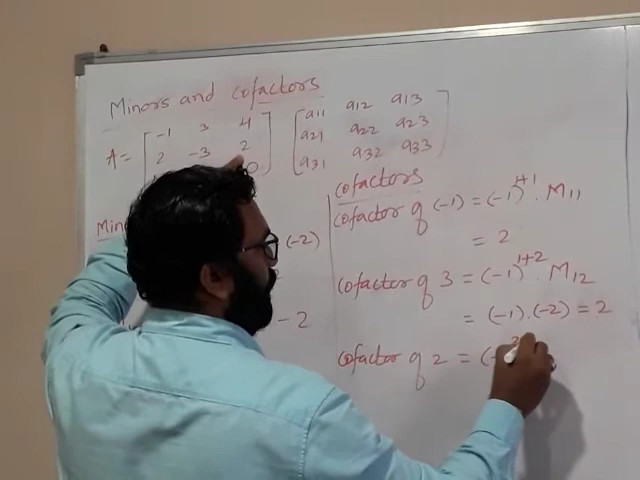 Minors and cofactors
A = [ -1 3 4 [ a11 a12 a13 ]
2 -3 2 a21 a22 a23
0 ] a31 a32 a33
cofactors
Min
cofactor of (-1) = (-1)^1+1 . M11
(-2)
= 2
cofactor of 3 = (-1)^1+2 . M12
- 2
= (-1) . (-2) = 2
cofactor of 2 = (-